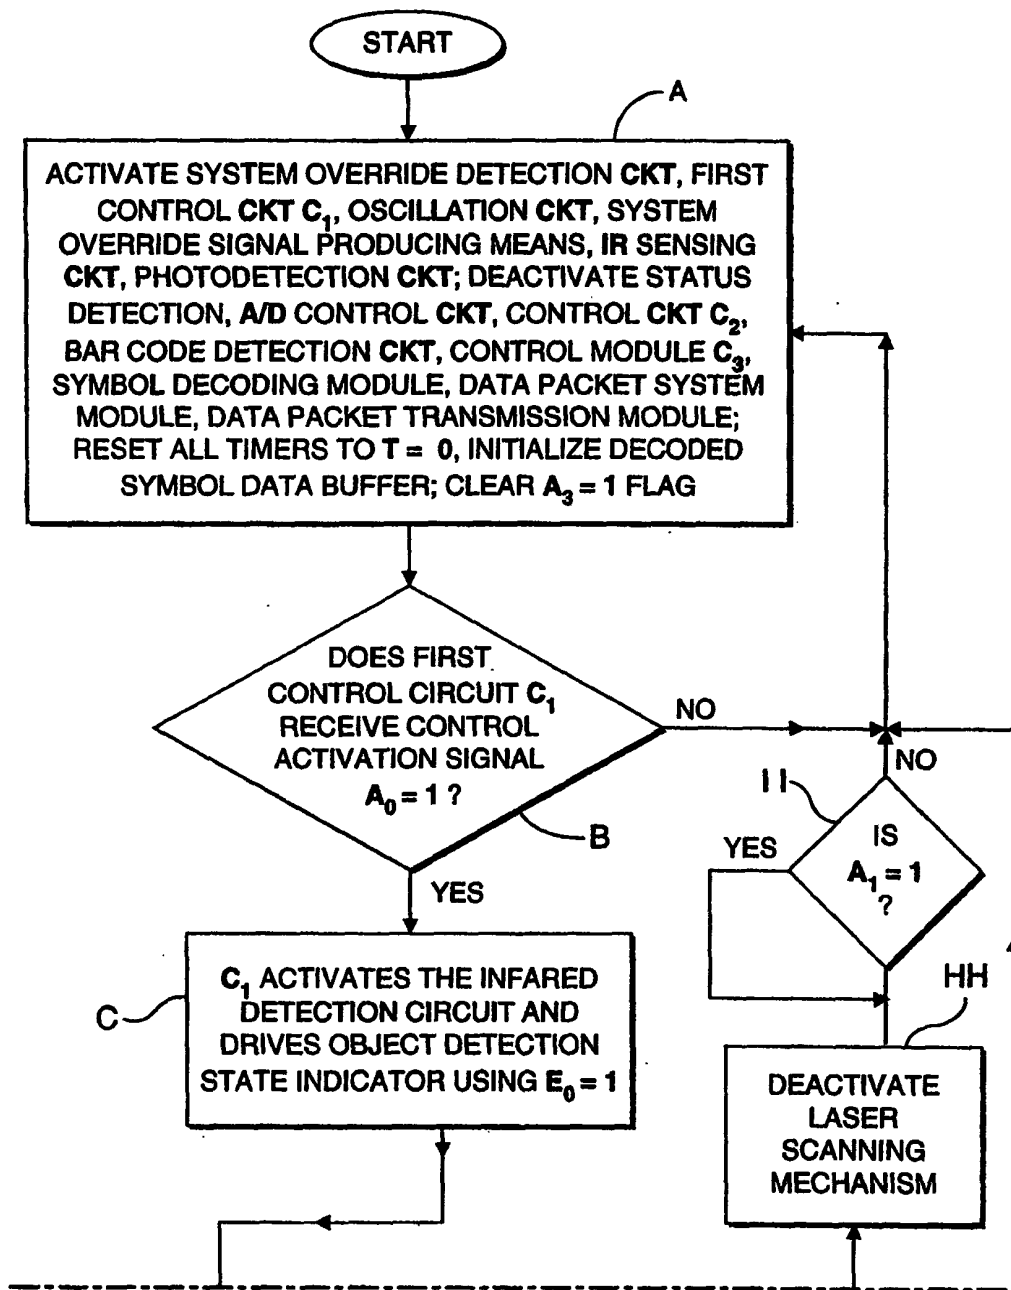 START
A
ACTIVATE SYSTEM OVERRIDE DETECTION CKT, FIRST
CONTROL CKT C₁, OSCILLATION CKT, SYSTEM
OVERRIDE SIGNAL PRODUCING MEANS, IR SENSING
CKT, PHOTODETECTION CKT; DEACTIVATE STATUS
DETECTION, A/D CONTROL CKT, CONTROL CKT C₂,
BAR CODE DETECTION CKT, CONTROL MODULE C₃,
SYMBOL DECODING MODULE, DATA PACKET SYSTEM
MODULE, DATA PACKET TRANSMISSION MODULE;
RESET ALL TIMERS TO T = 0, INITIALIZE DECODED
SYMBOL DATA BUFFER; CLEAR A₃ = 1 FLAG
DOES FIRST
CONTROL CIRCUIT C₁
RECEIVE CONTROL
ACTIVATION SIGNAL
A₀ = 1 ?
NO
B
YES
NO
II
IS
A₁ = 1
?
YES
C
C₁ ACTIVATES THE INFARED
DETECTION CIRCUIT AND
DRIVES OBJECT DETECTION
STATE INDICATOR USING E₀ = 1
HH
DEACTIVATE
LASER
SCANNING
MECHANISM